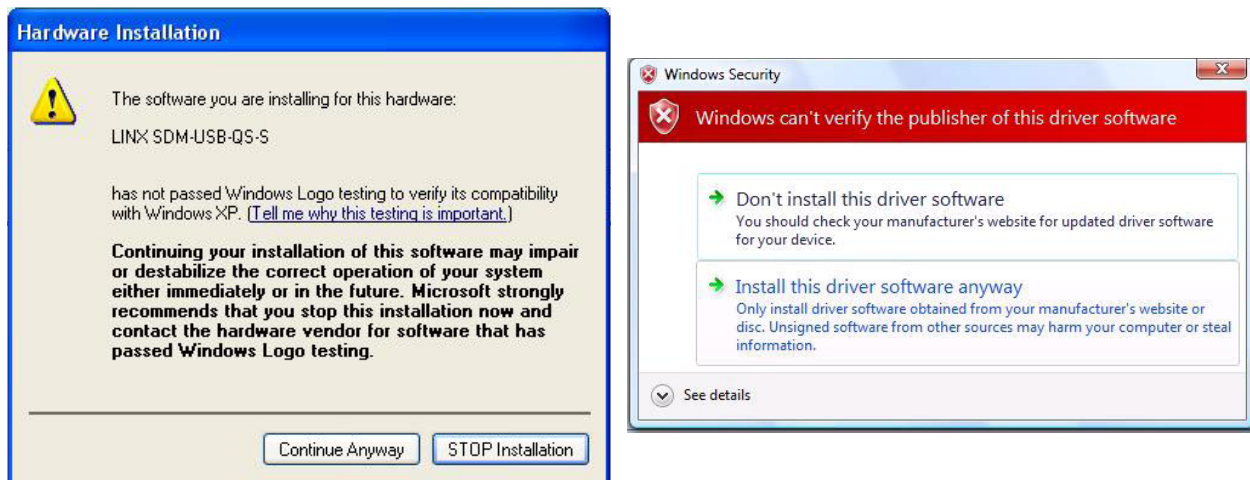 Hardware Installation
The software you are installing for this hardware:
LINX SDM-USB-QS-S
has not passed Windows Logo testing to verify its compatibility
with Windows XP. (Tell me why this testing is important.)
Continuing your installation of this software may impair
or destabilize the correct operation of your system
either immediately or in the future. Microsoft strongly
recommends that you stop this installation now and
contact the hardware vendor for software that has
passed Windows Logo testing.
Continue Anyway
STOP Installation
Windows Security
Windows can't verify the publisher of this driver software
Don't install this driver software
You should check your manufacturer's website for updated driver software
for your device.
Install this driver software anyway
Only install driver software obtained from your manufacturer's website or
disc. Unsigned software from other sources may harm your computer or steal
information.
See details